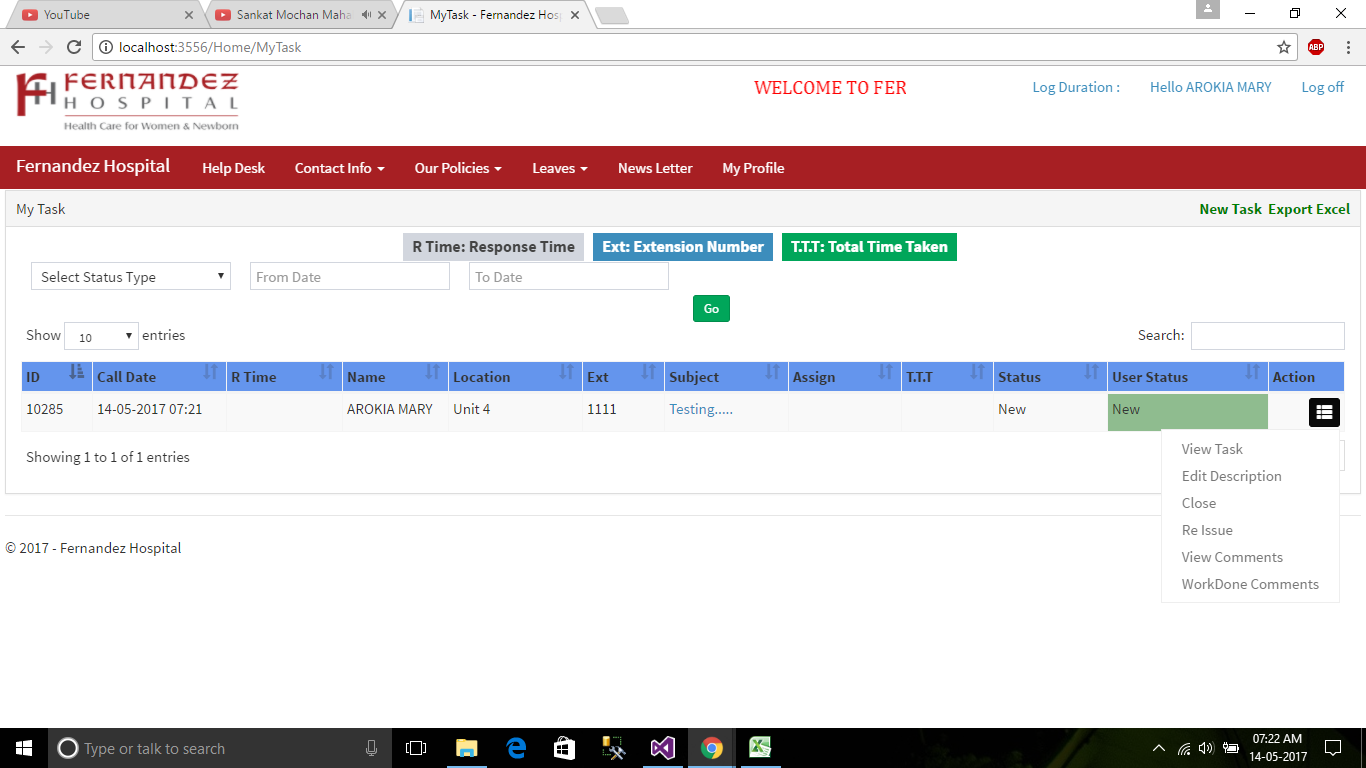 YouTube
Sankat Mochan Maha
MyTask - Fernandez Hos
localhost:3556/Home/MyTask
ABP
FERNANDEZ
HOSPITAL
Health Care for Women & Newborn
WELCOME TO FER
Log Duration :
Hello AROKIA MARY
Log off
Fernandez Hospital
Help Desk
Contact Info
Our Policies
Leaves
News Letter
My Profile
My Task
New Task Export Excel
R Time: Response Time
Ext: Extension Number
T.T.T: Total Time Taken
Select Status Type
From Date
To Date
Go
Show 10 entries
Search:
ID Call Date R Time Name Location Ext Subject Assign T.T.T Status User Status Action
10285 14-05-2017 07:21 AROKIA MARY Unit 4 1111 Testing..... New New
Showing 1 to 1 of 1 entries
View Task
Edit Description
Close
Re Issue
View Comments
WorkDone Comments
© 2017 - Fernandez Hospital
Type or talk to search
07:22 AM
14-05-2017